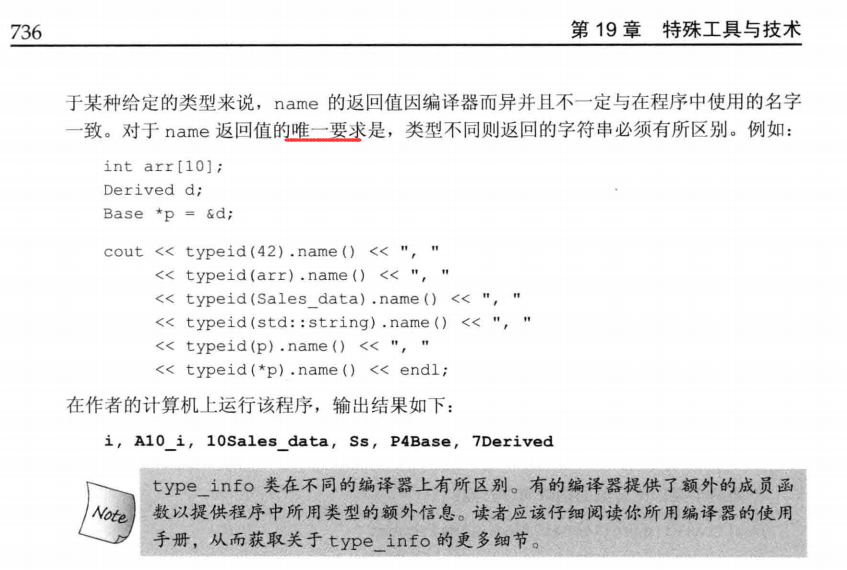 736 第 19 章 特殊工具与技术
于某种给定的类型来说，name 的返回值因编译器而异并且不一定与在程序中使用的名字
一致。对于 name 返回值的唯一要求是，类型不同则返回的字符串必须有所区别。例如：
int arr[10];
Derived d;
Base *p = &d;
cout << typeid(42).name() << ", "
<< typeid(arr).name() << ", "
<< typeid(Sales_data).name() << ", "
<< typeid(std::string).name() << ", "
<< typeid(p).name() << ", "
<< typeid(*p).name() << endl;
在作者的计算机上运行该程序，输出结果如下：
i, A10_i, 10Sales_data, Ss, P4Base, 7Derived
Note
type_info 类在不同的编译器上有所区别。有的编译器提供了额外的成员函
数以提供程序中所用类型的额外信息。读者应该仔细阅读你所用编译器的使用
手册，从而获取关于 type_info 的更多细节。